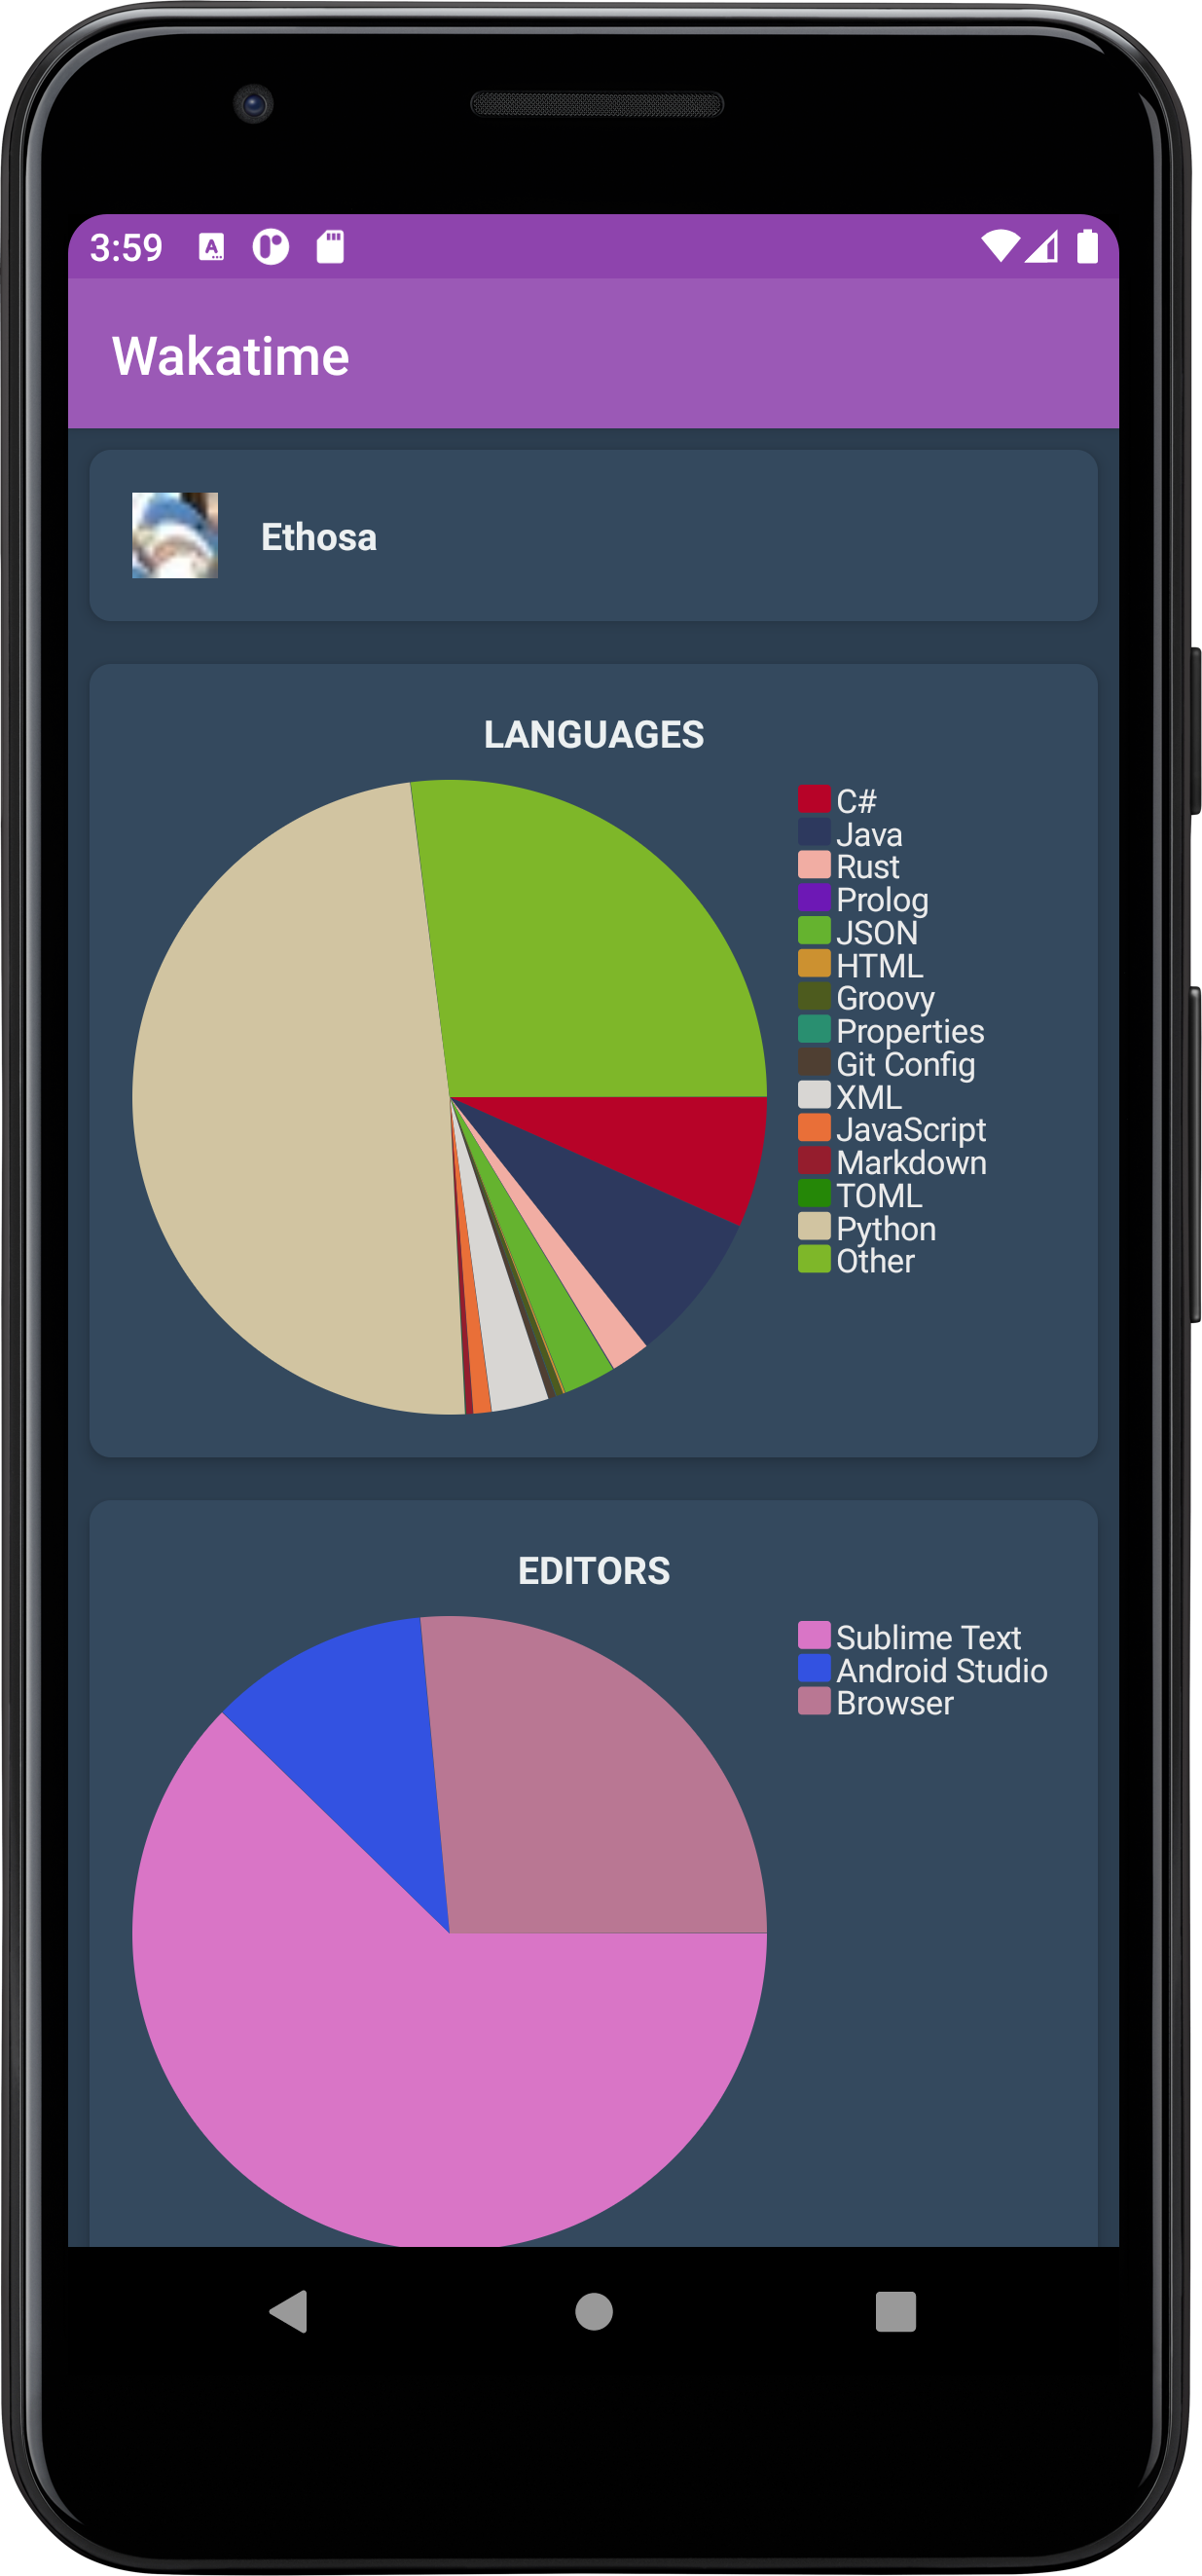 3:59
Wakatime
Ethosa
LANGUAGES
C#
Java
Rust
Prolog
JSON
HTML
Groovy
Properties
Git Config
XML
JavaScript
Markdown
TOML
Python
Other
EDITORS
Sublime Text
Android Studio
Browser